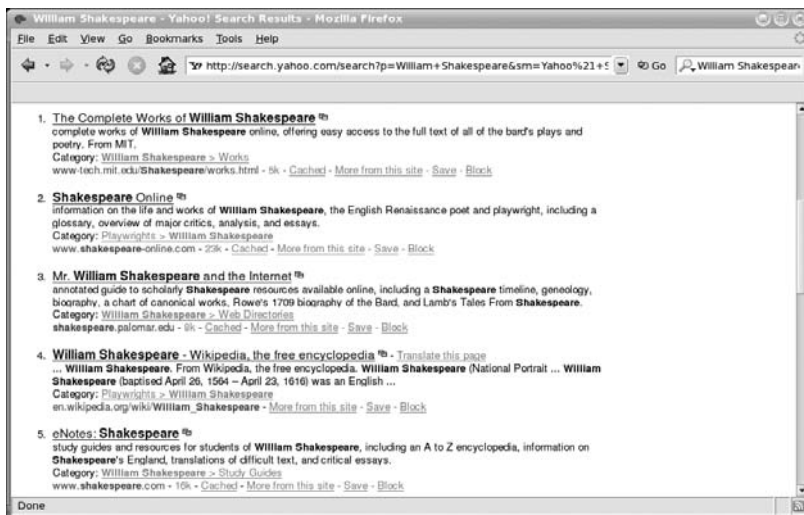 William Shakespeare - Yahoo! Search Results - Mozilla Firefox
File Edit View Go Bookmarks Tools Help
http://search.yahoo.com/search?p=William+Shakespeare&sm=Yahoo%21+S Go William Shakespear
1. The Complete Works of William Shakespeare
complete works of William Shakespeare online, offering easy access to the full text of all of the bard's plays and
poetry. From MIT.
Category: William Shakespeare > Works
www-tech.mit.edu/Shakespeare/works.html - 5k - Cached - More from this site - Save - Block
2. Shakespeare Online
information on the life and works of William Shakespeare, the English Renaissance poet and playwright, including a
glossary, overview of major critics, analysis, and essays.
Category: Playwrights > William Shakespeare
www.shakespeare-online.com - 23k - Cached - More from this site - Save - Block
3. Mr. William Shakespeare and the Internet
annotated guide to scholarly Shakespeare resources available online, including a Shakespeare timeline, geneology,
biography, a chart of canonical works, Rowe's 1709 biography of the Bard, and Lamb's Tales From Shakespeare.
Category: William Shakespeare > Web Directories
shakespeare.palomar.edu - 9k - Cached - More from this site - Save - Block
4. William Shakespeare - Wikipedia, the free encyclopedia - Translate this page
... William Shakespeare. From Wikipedia, the free encyclopedia. William Shakespeare (National Portrait ... William
Shakespeare (baptised April 26, 1564 – April 23, 1616) was an English ...
Category: Playwrights > William Shakespeare
en.wikipedia.org/wiki/William_Shakespeare - More from this site - Save - Block
5. eNotes: Shakespeare
study guides and resources for students of William Shakespeare, including an A to Z encyclopedia, information on
Shakespeare's England, translations of difficult text, and critical essays.
Category: William Shakespeare > Study Guides
www.shakespeare.com - 16k - Cached - More from this site - Save - Block
Done